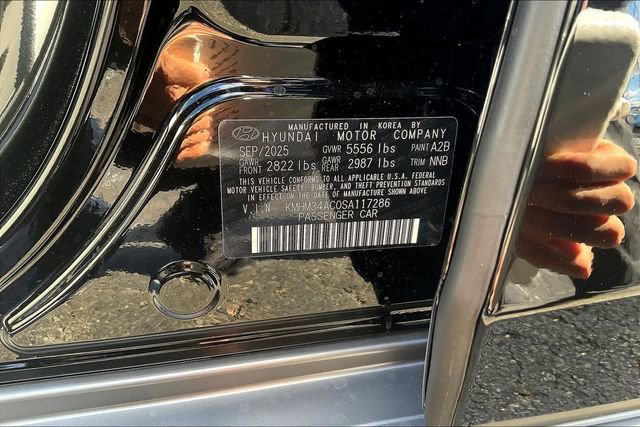 MANUFACTURED IN KOREA BY
HYUNDAI MOTOR COMPANY
SEP/2025 GVWR 5556 lbs PAINT A2B
GAWR FRONT 2822 lbs GAWR REAR 2987 lbs TRIM NNB
THIS VEHICLE CONFORMS TO ALL APPLICABLE U.S.A. FEDERAL
MOTOR VEHICLE SAFETY, BUMPER, AND THEFT PREVENTION STANDARDS
IN EFFECT ON THE DATE OF MANUFACTURE SHOWN ABOVE
V.I.N KMHM34AC0SA117286
PASSENGER CAR